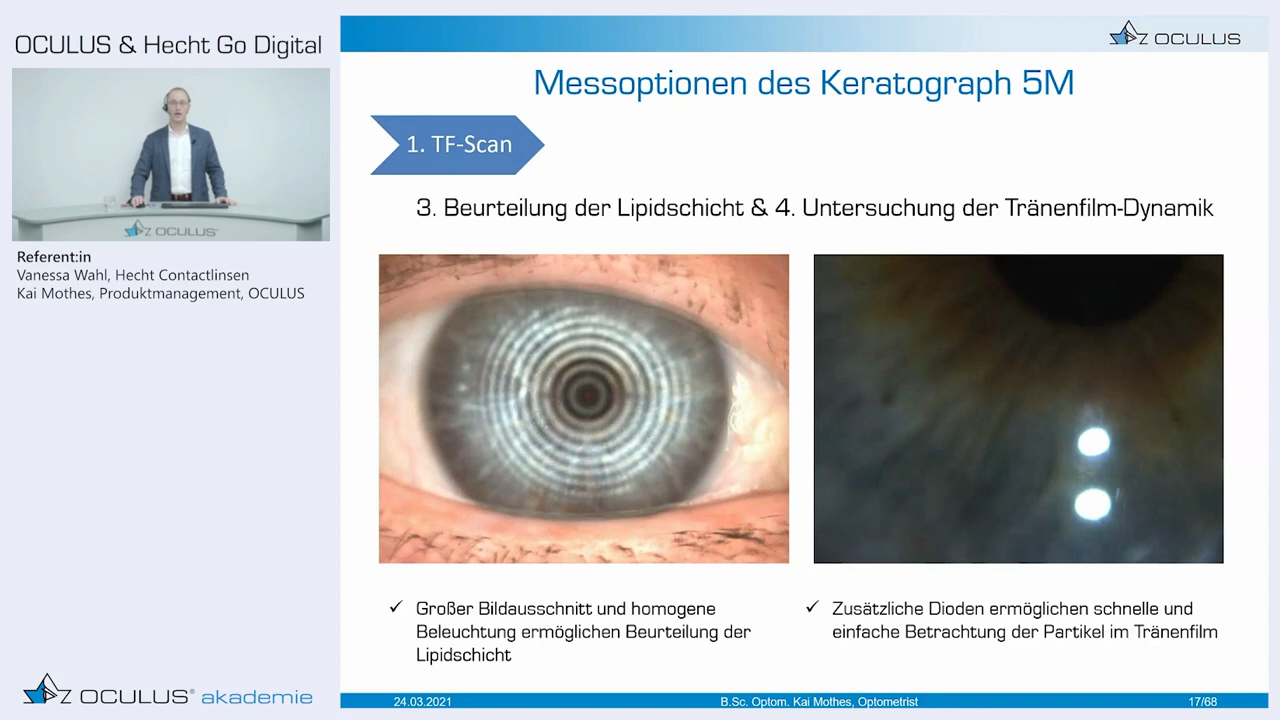 OCULUS & Hecht Go Digital
OCULUS®
Referent:in
Vanessa Wahl, Hecht Contactlinsen
Kai Mothes, Produktmanagement, OCULUS
OCULUS® akademie
OCULUS
Messoptionen des Keratograph 5M
1. TF-Scan
3. Beurteilung der Lipidschicht & 4. Untersuchung der Tränenfilm-Dynamik
✓ Großer Bildausschnitt und homogene
Beleuchtung ermöglichen Beurteilung der
Lipidschicht
✓ Zusätzliche Dioden ermöglichen schnelle und
einfache Betrachtung der Partikel im Tränenfilm
24.03.2021
B.Sc. Optom. Kai Mothes, Optometrist
17/68